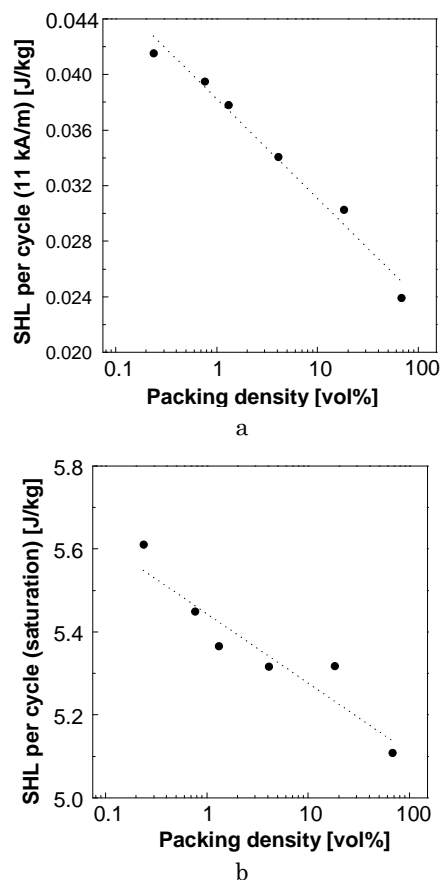 SHL per cycle (11 kA/m) [J/kg]
0.044
0.040
0.036
0.032
0.028
0.024
0.020
0.1 1 10 100
Packing density [vol%]
a
SHL per cycle (saturation) [J/kg]
5.8
5.6
5.4
5.2
5.0
0.1 1 10 100
Packing density [vol%]
b